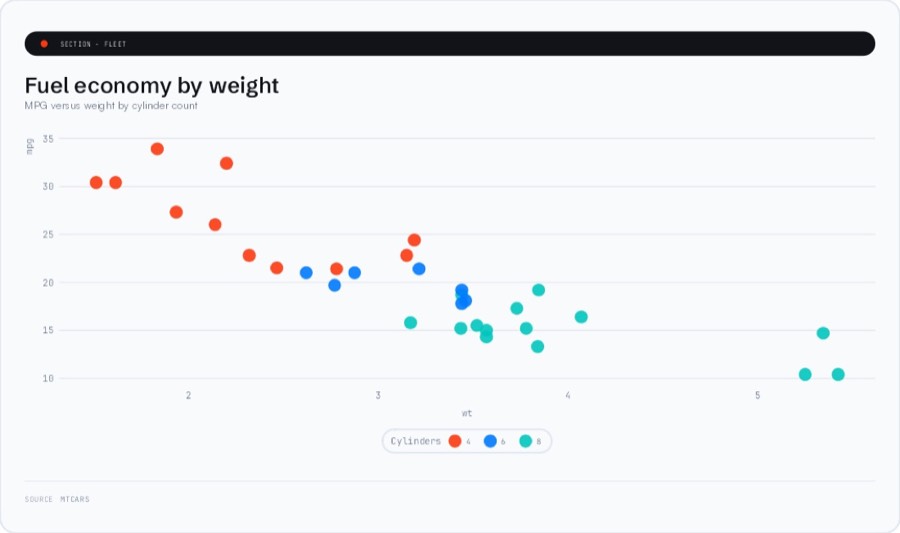 SECTION · FLEET
Fuel economy by weight
MPG versus weight by cylinder count
mpg
35
30
25
20
15
10
2 3 4 5
wt
Cylinders 4 6 8
SOURCE MTCARS